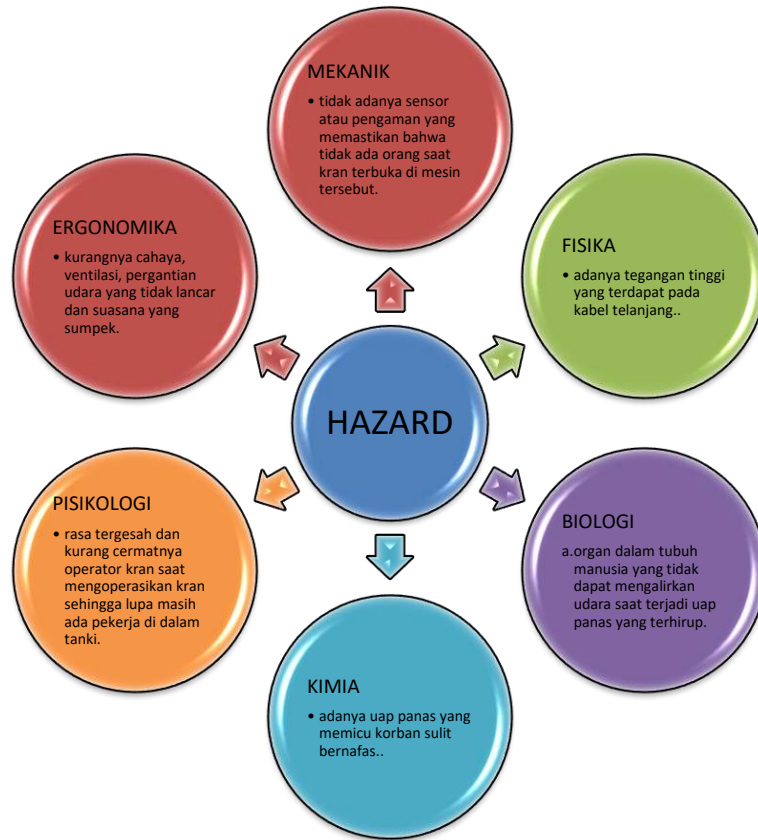 MEKANIK
• tidak adanya sensor
atau pengaman yang
memastikan bahwa
tidak ada orang saat
kran terbuka di mesin
tersebut.
ERGONOMIKA
• kurangnya cahaya,
ventilasi, pergantian
udara yang tidak lancar
dan suasana yang
sumpek.
FISIKA
• adanya tegangan tinggi
yang terdapat pada
kabel telanjang..
HAZARD
PISIKOLOGI
• rasa tergesah dan
kurang cermatnya
operator kran saat
mengoperasikan kran
sehingga lupa masih
ada pekerja di dalam
tanki.
BIOLOGI
a.organ dalam tubuh
manusia yang tidak
dapat mengalirkan
udara saat terjadi uap
panas yang terhirup.
KIMIA
• adanya uap panas yang
memicu korban sulit
bernafas..